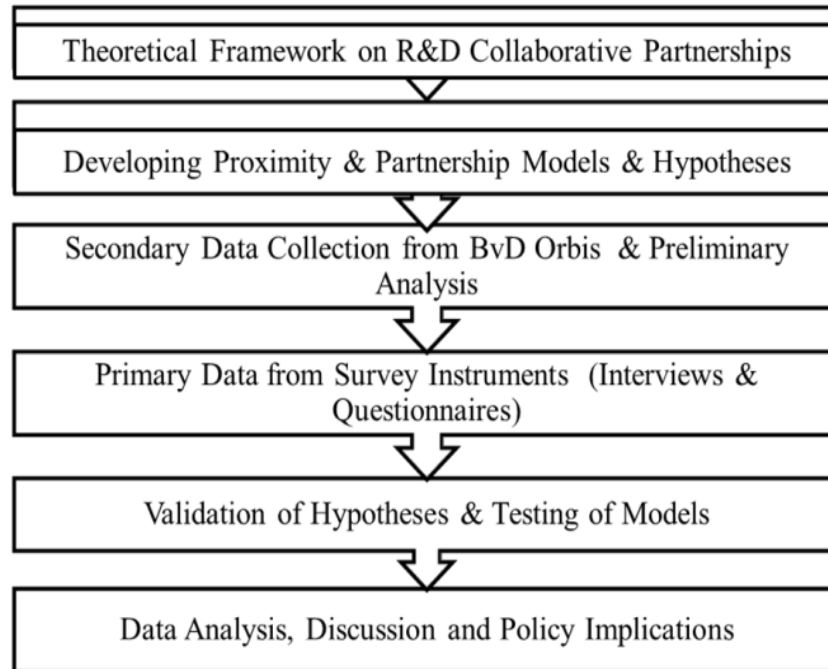 Theoretical Framework on R&D Collaborative Partnerships
Developing Proximity & Partnership Models & Hypotheses
Secondary Data Collection from BvD Orbis & Preliminary
Analysis
Primary Data from Survey Instruments (Interviews &
Questionnaires)
Validation of Hypotheses & Testing of Models
Data Analysis, Discussion and Policy Implications